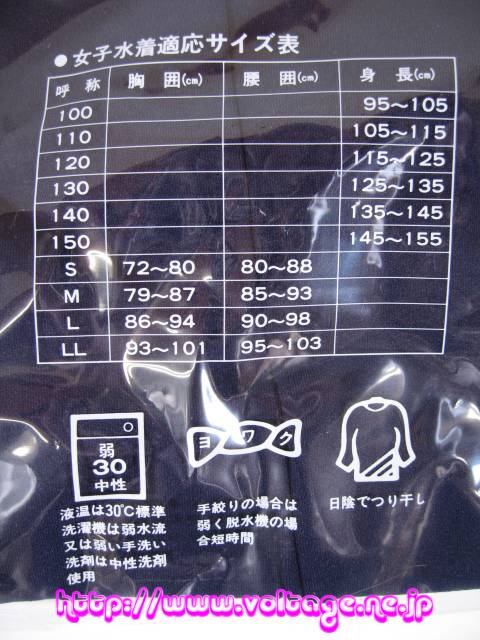 ● 女子水着適応サイズ表
呼 称 胸 囲(cm) 腰 囲(cm) 身 長(cm)
100 95〜105
110 105〜115
120 115〜125
130 125〜135
140 135〜145
150 145〜155
S 72〜80 80〜88
M 79〜87 85〜93
L 86〜94 90〜98
LL 93〜101 95〜103
弱
30
中性
ヨワク
液温は30℃標準
洗濯機は弱水流
又は弱い手洗い
洗剤は中性洗剤
使用
手絞りの場合は
弱く脱水機の場
合短時間
日陰でつり干し
http://www.voltage.ne.jp